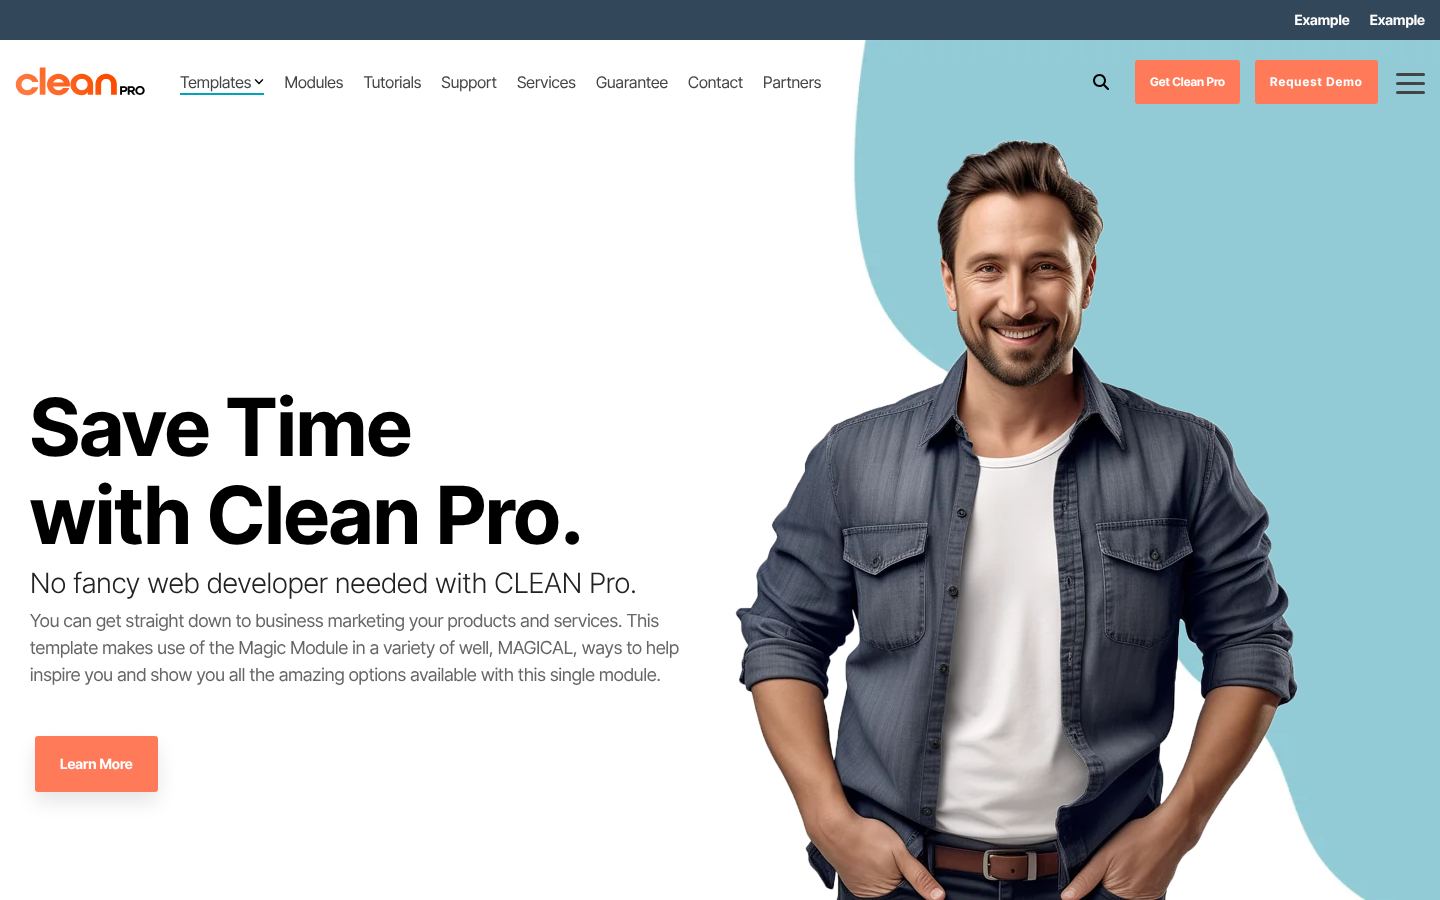 Example Example
clean PRO Templates Modules Tutorials Support Services Guarantee Contact Partners Get Clean Pro Request Demo
Save Time
with Clean Pro.
No fancy web developer needed with CLEAN Pro.
You can get straight down to business marketing your products and services. This
template makes use of the Magic Module in a variety of well, MAGICAL, ways to help
inspire you and show you all the amazing options available with this single module.
Learn More